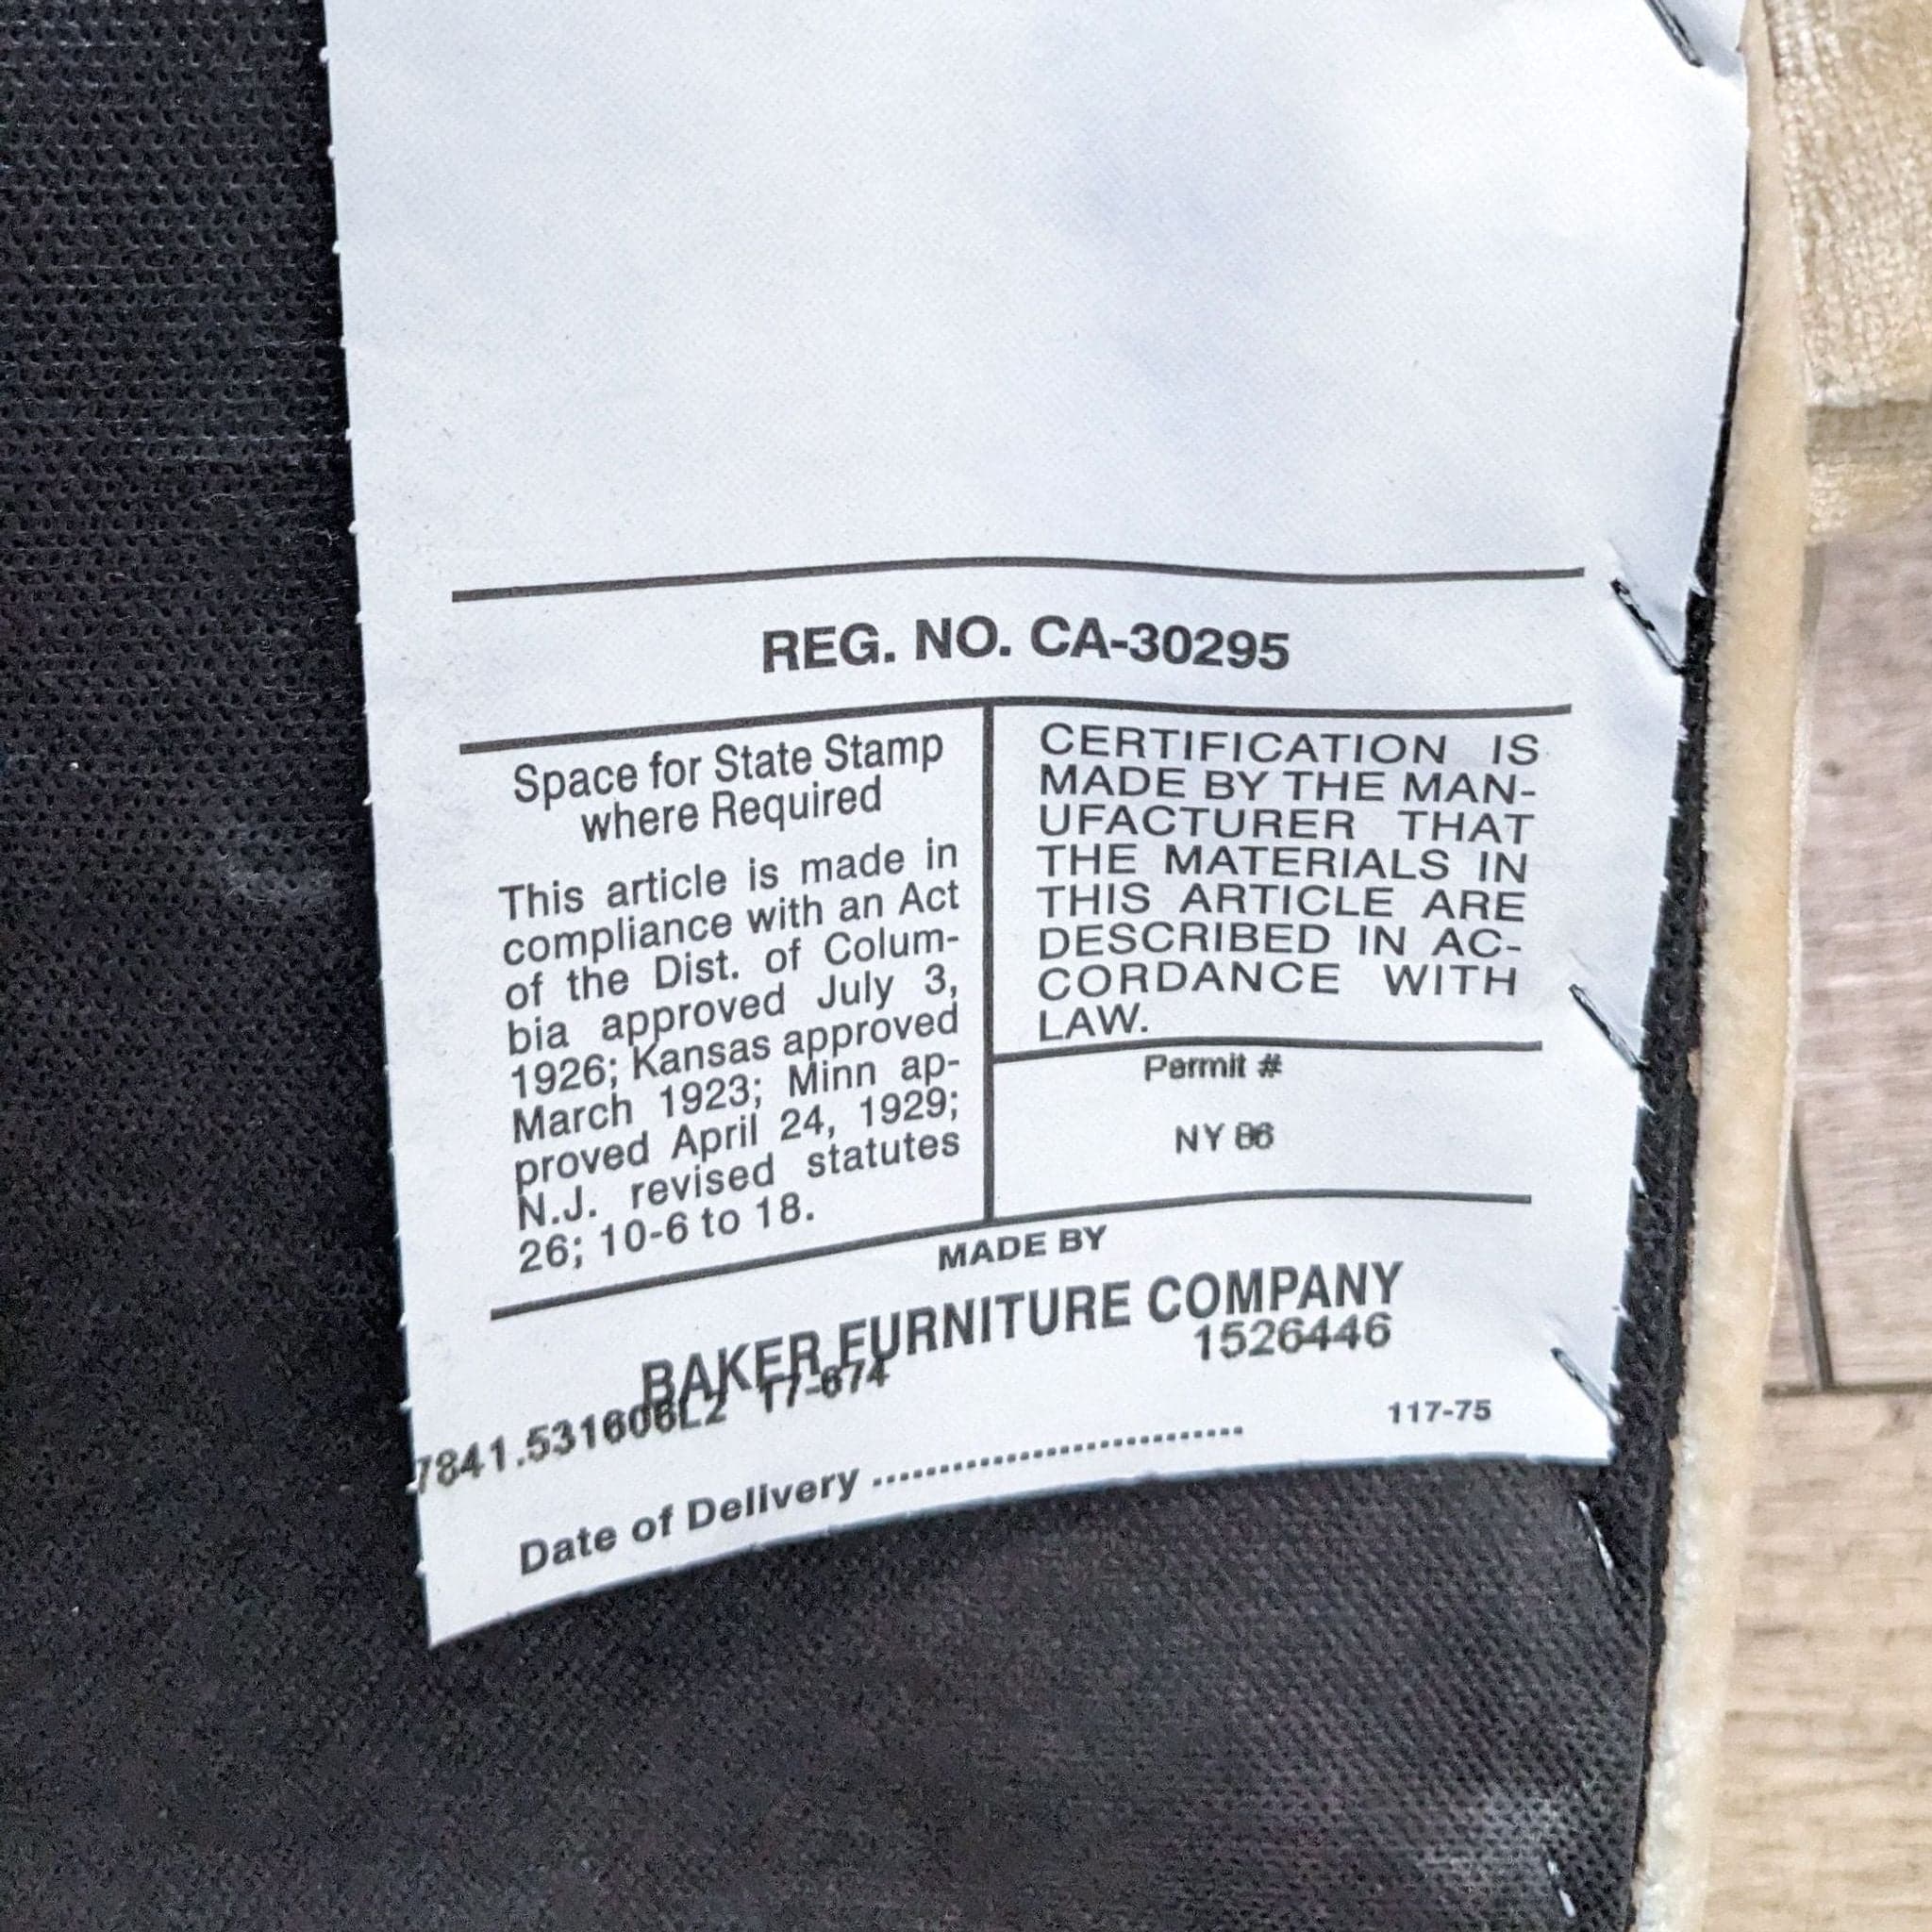 REG. NO. CA-30295
Space for State Stamp
where Required
This article is made in
compliance with an Act
of the Dist. of Colum-
bia approved July 3,
1926; Kansas approved
March 1923; Minn ap-
proved April 24, 1929;
N.J. revised statutes
26; 10-6 to 18.
CERTIFICATION IS
MADE BY THE MAN-
UFACTURER THAT
THE MATERIALS IN
THIS ARTICLE ARE
DESCRIBED IN AC-
CORDANCE WITH
LAW.
Permit #
NY 86
MADE BY
BAKER FURNITURE COMPANY
1526446
7841.531606L2 17-674
117-75
Date of Delivery ..............................